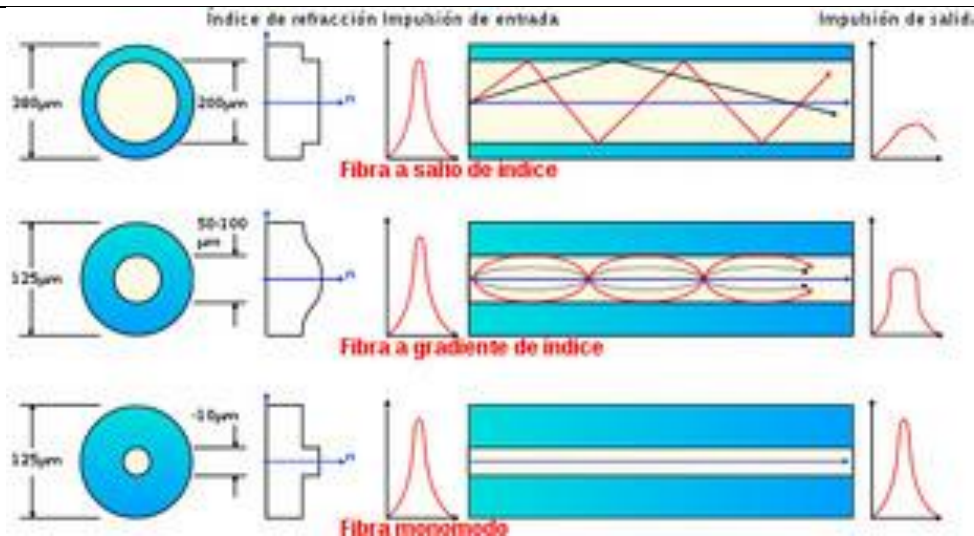 Índice de refracción Impulsión de entrada Impulsión de salida
380µm
200µm
n
Fibra a salto de índice
50-100
µm
125µm
n
Fibra a gradiente de índice
~10µm
125µm
n
Fibra monomodo